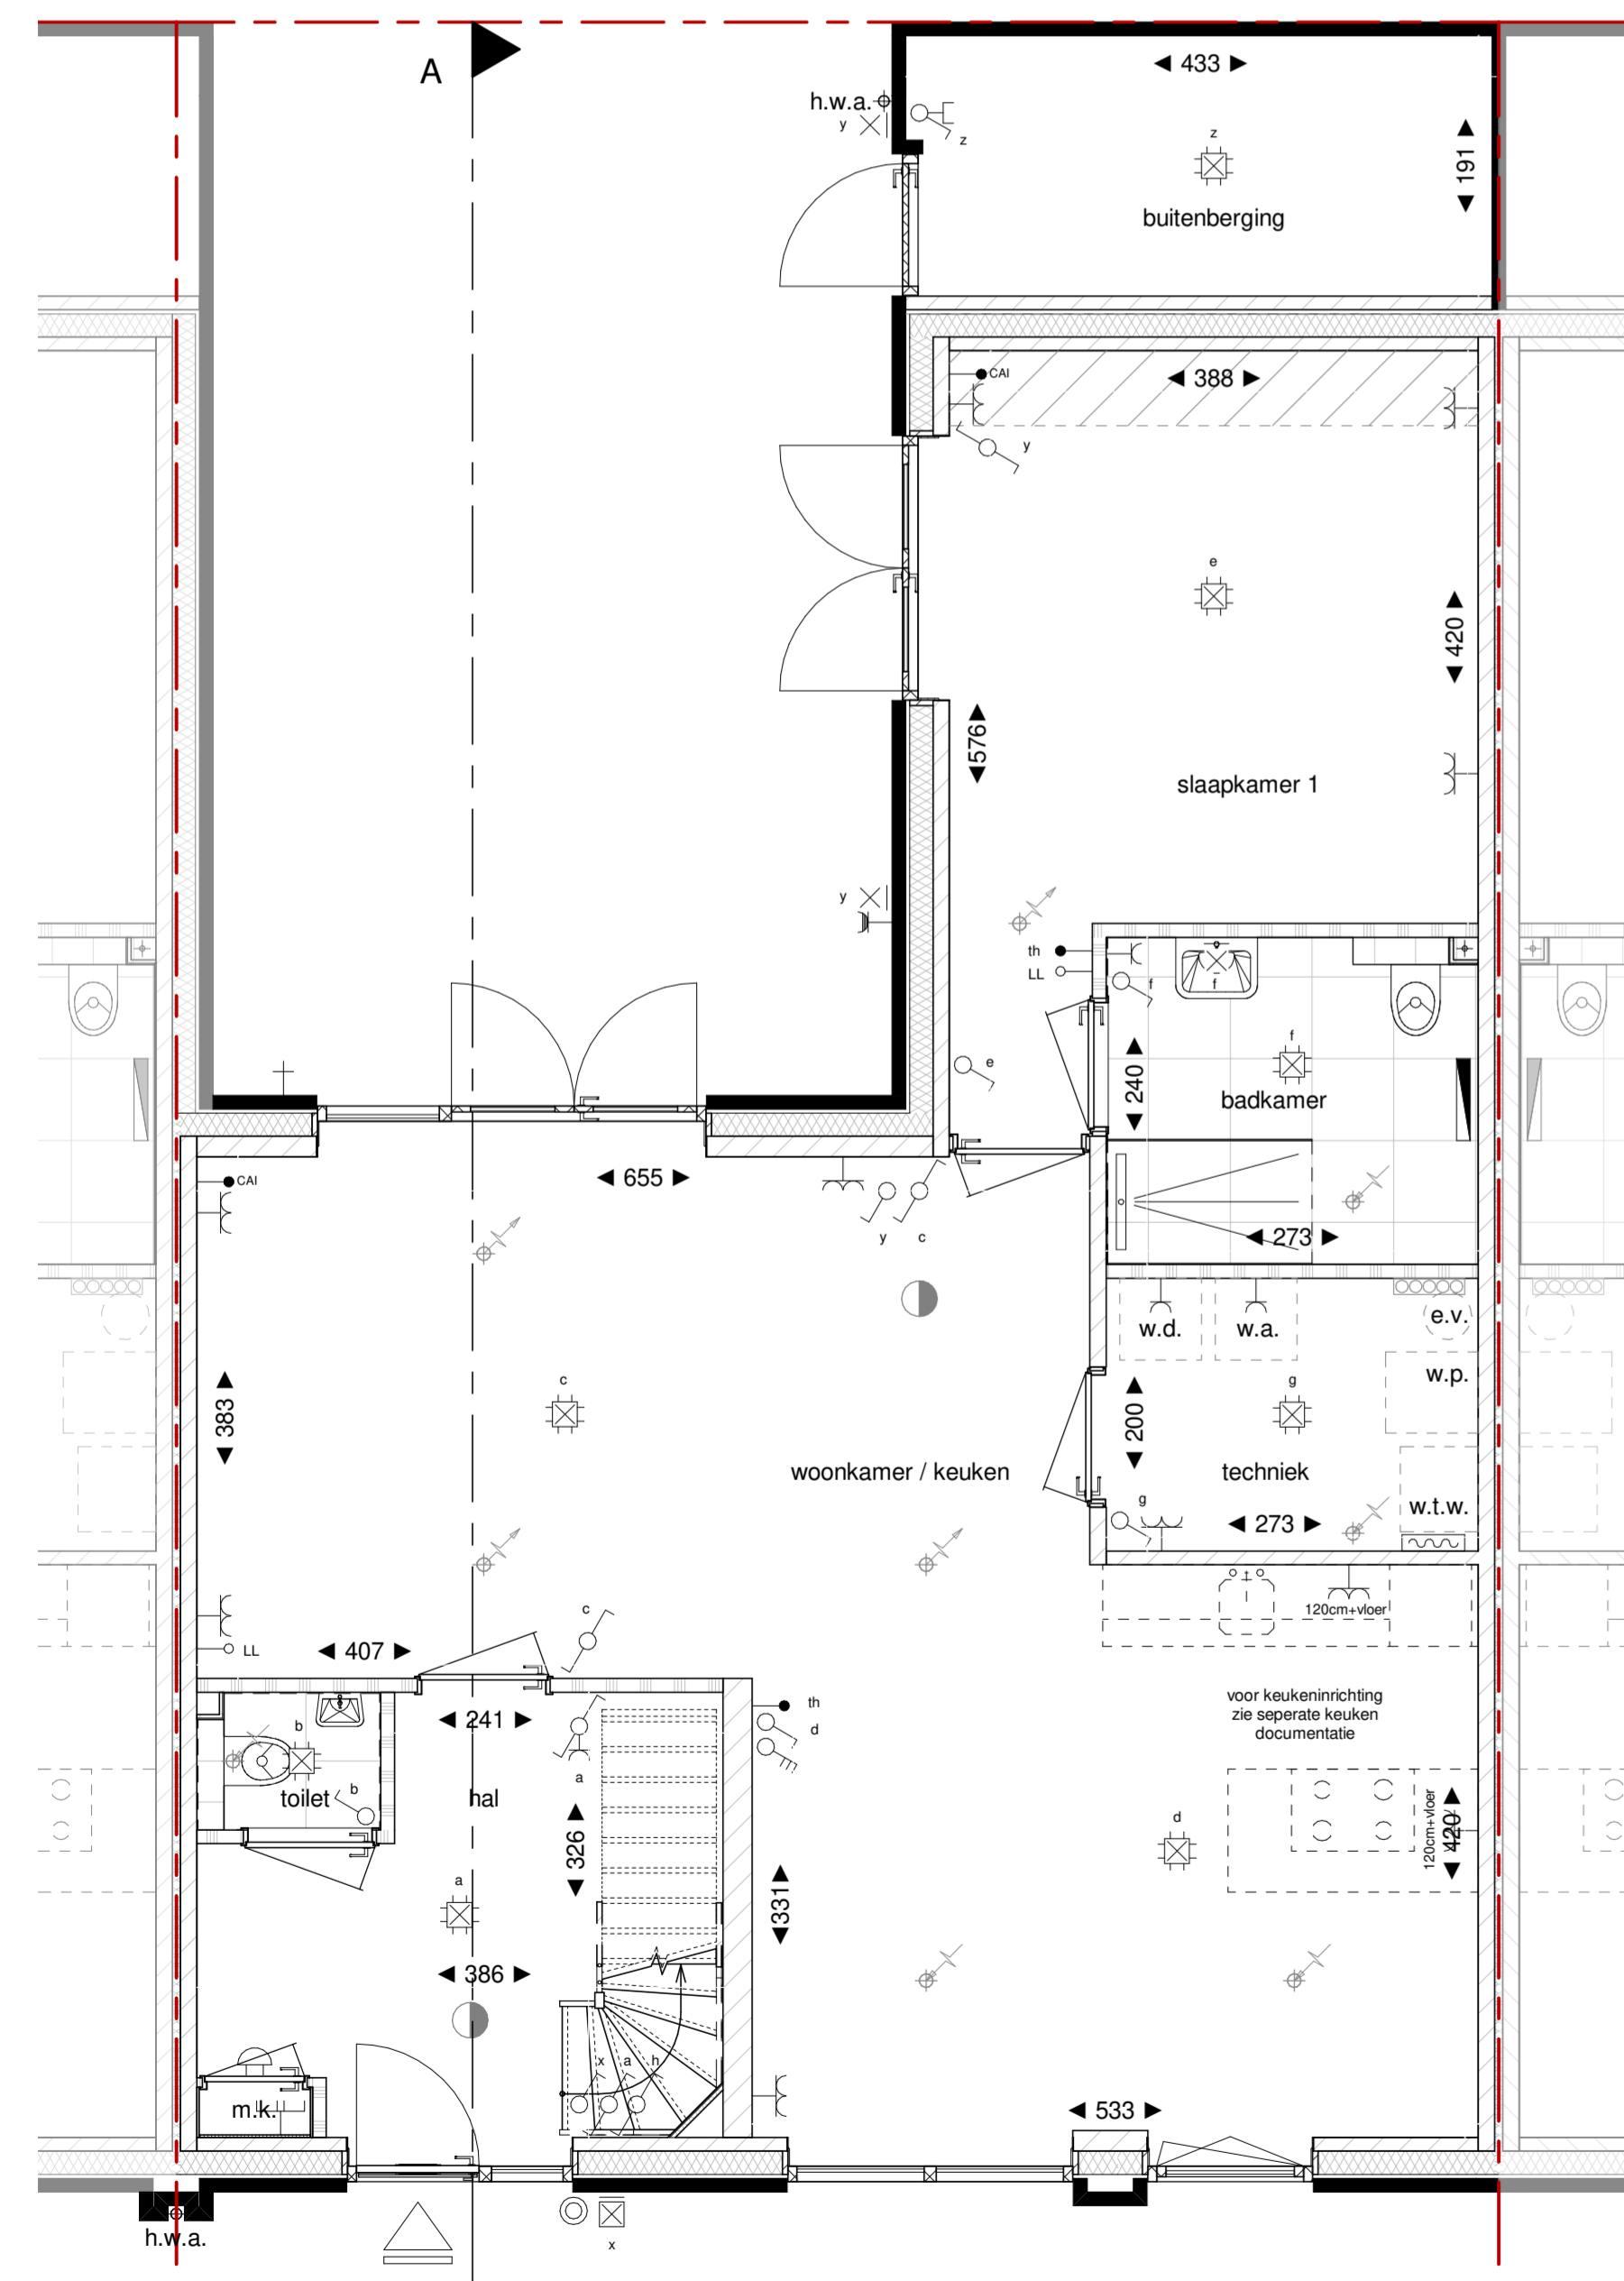 A
433
h.w.a.
y
z
z
191
buitenberging
CAI
388
y
e
420
576
slaapkamer 1
y
th
LL
f
f
f
e
240
badkamer
CAI
655
y
c
273
w.d.
w.a.
e.v.
w.p.
c
g
383
200
woonkamer / keuken
techniek
g
273
w.t.w.
c
120cm+vloer
LL
407
voor keukeninrichting
zie seperate keuken
documentatie
241
th
d
b
a
b
toilet
hal
326
d
120cm+vloer
420
a
331
386
x
a
h
m.k.
533
h.w.a.
x